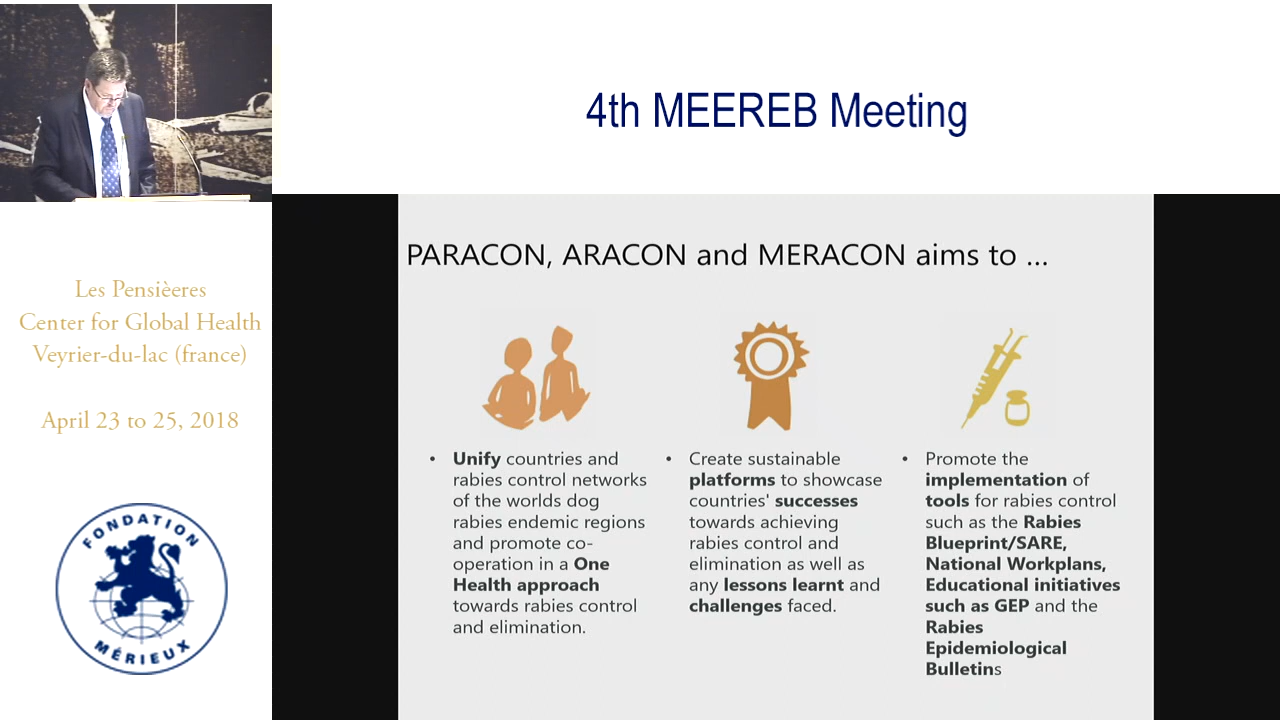 4th MEEREB Meeting
Les Pensièeres
Center for Global Health
Veyrier-du-lac (france)
April 23 to 25, 2018
FONDATION
MÉRIEUX
PARACON, ARACON and MERACON aims to ...
• Unify countries and
rabies control networks
of the worlds dog
rabies endemic regions
and promote co-
operation in a One
Health approach
towards rabies control
and elimination.
• Create sustainable
platforms to showcase
countries' successes
towards achieving
rabies control and
elimination as well as
any lessons learnt and
challenges faced.
• Promote the
implementation of
tools for rabies control
such as the Rabies
Blueprint/SARE,
National Workplans,
Educational initiatives
such as GEP and the
Rabies
Epidemiological
Bulletins